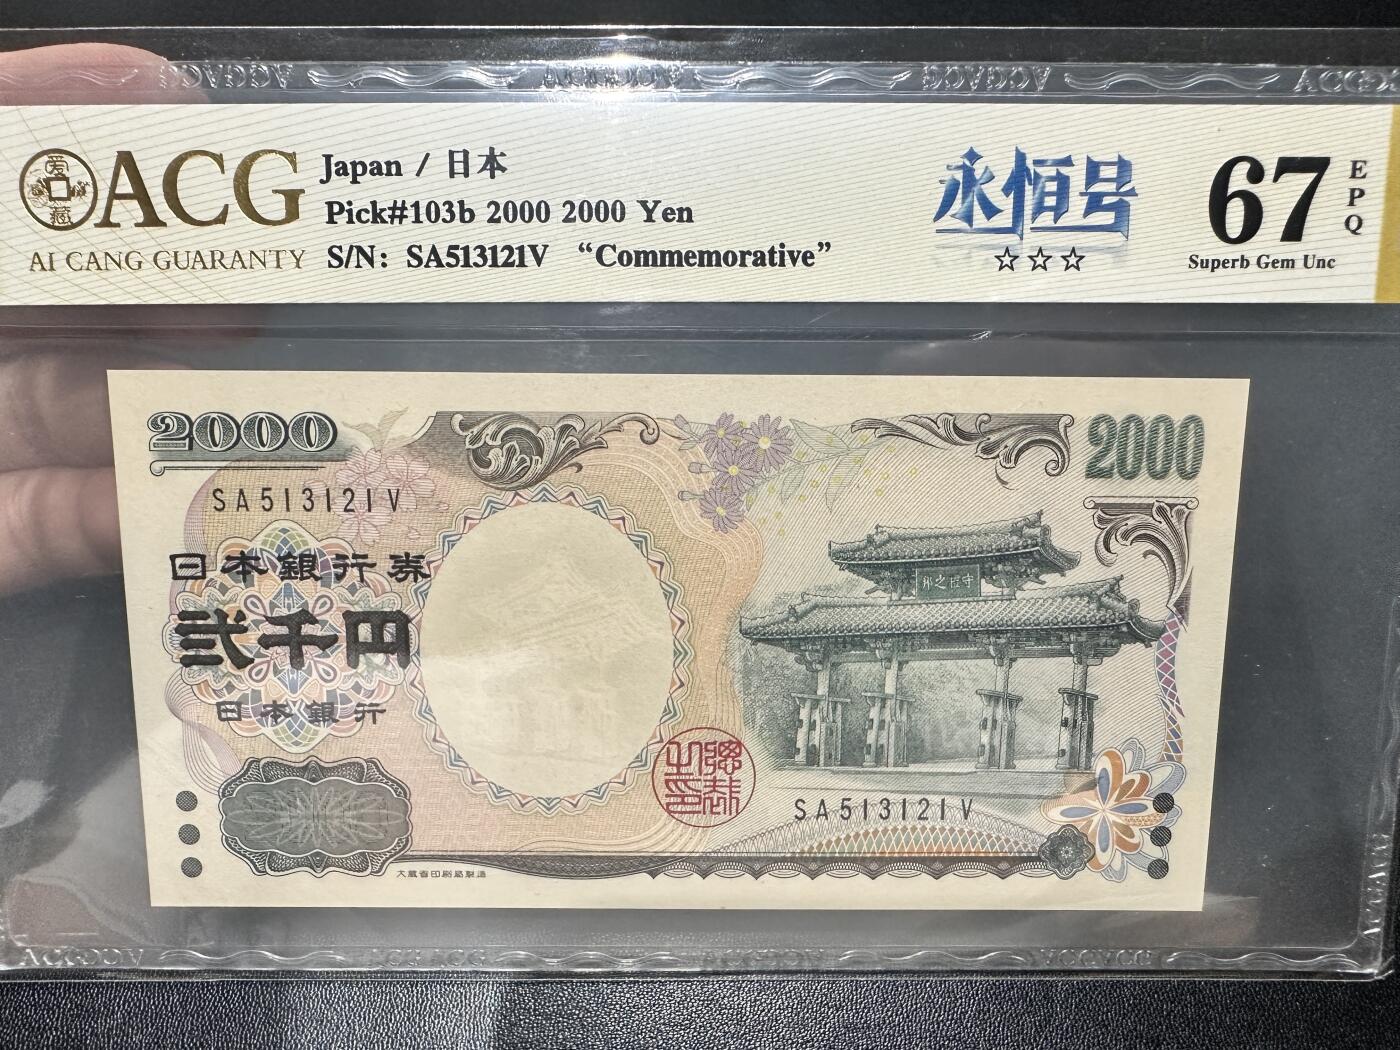 ACG
爱藏
AI CANG GUARANTY
Japan / 日本
Pick#103b 2000 2000 Yen
S/N: SA513121V “Commemorative”
永恒号
☆☆☆
67
EPQ
Superb Gem Unc
2000
2000
SA513121V
日本銀行券
弐千円
日本銀行
守禮之邦
SA513121V
大蔵省印刷局製造